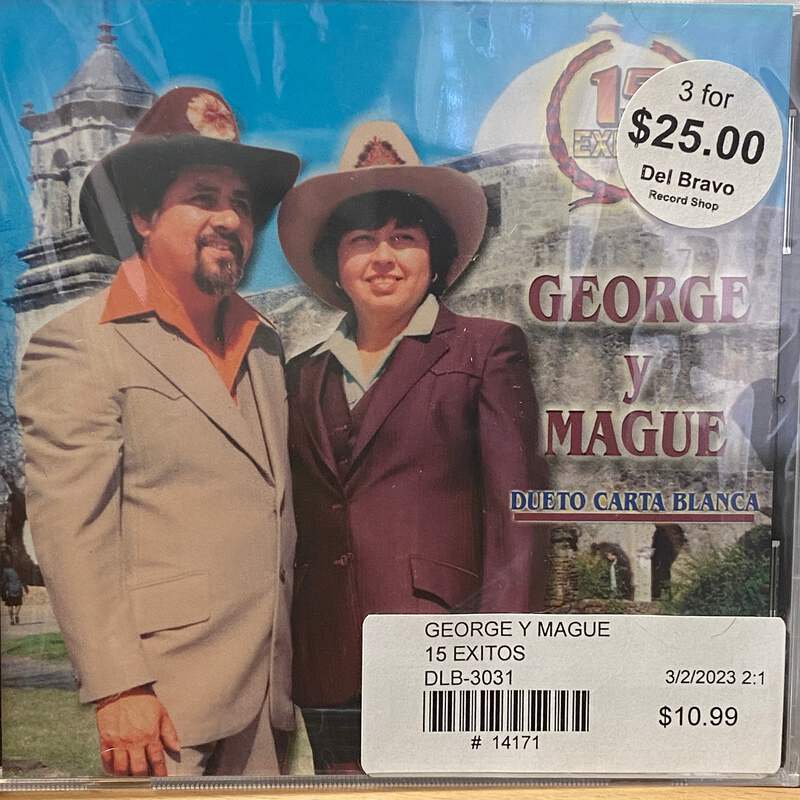 3 for
$25.00
Del Bravo
Record Shop
15
GEORGE
y
MAGUE
DUETO CARTA BLANCA
GEORGE Y MAGUE
15 EXITOS
DLB-3031
3/2/2023 2:1
$10.99
# 14171